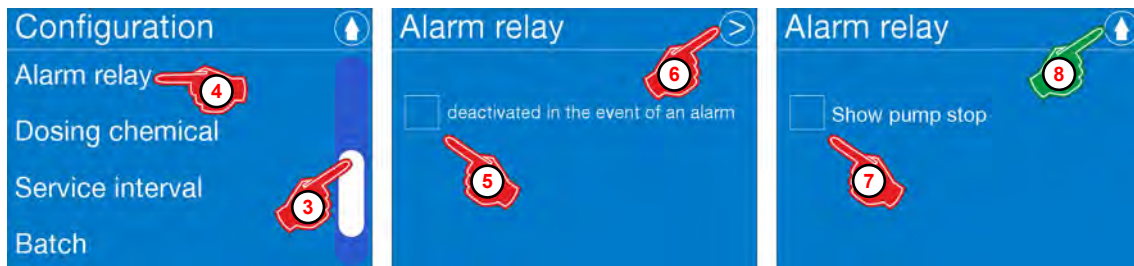 Configuration
Alarm relay
4
Dosing chemical
Service interval
3
Batch
Alarm relay
>
6
deactivated in the event of an alarm
5
Alarm relay
8
Show pump stop
7